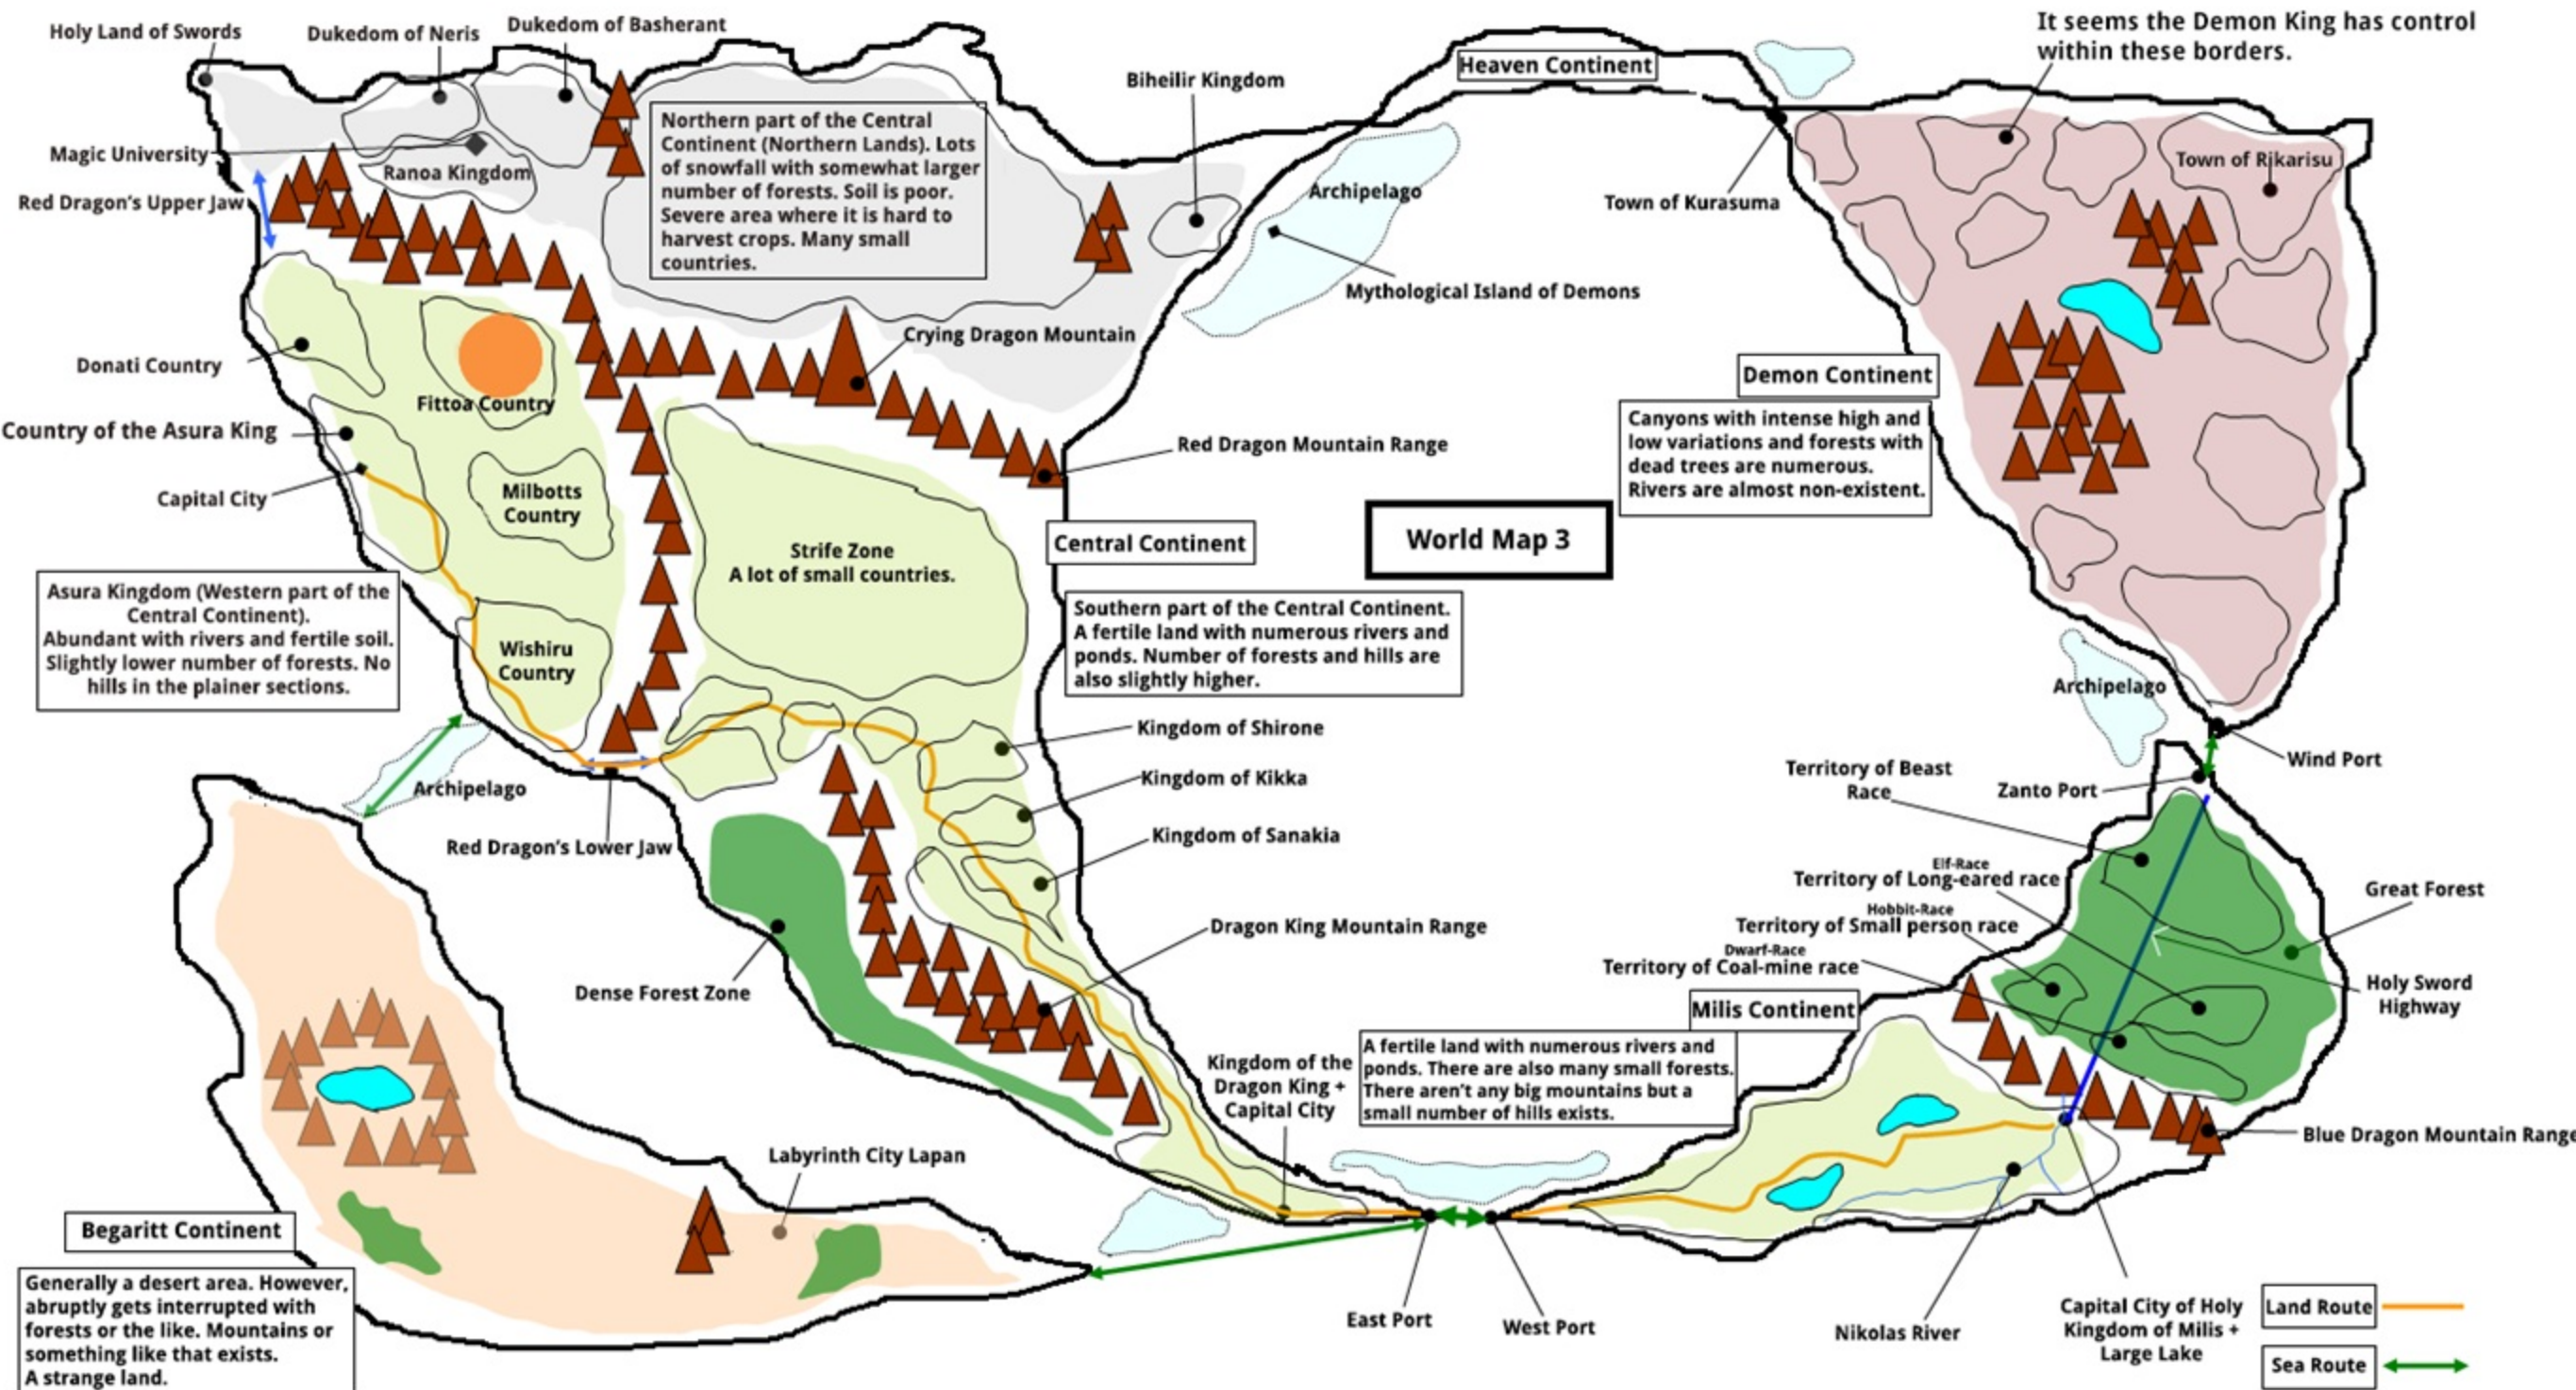 Holy Land of Swords
Dukedom of Neris
Dukedom of Basherant
Magic University
Ranoa Kingdom
Red Dragon's Upper Jaw
Northern part of the Central
Continent (Northern Lands). Lots
of snowfall with somewhat larger
number of forests. Soil is poor.
Severe area where it is hard to
harvest crops. Many small
countries.
Biheilir Kingdom
Heaven Continent
Archipelago
Mythological Island of Demons
Town of Kurasuma
It seems the Demon King has control
within these borders.
Town of Rikarisu
Crying Dragon Mountain
Donati Country
Fittoa Country
Country of the Asura King
Capital City
Milbotts
Country
Red Dragon Mountain Range
Demon Continent
Canyons with intense high and
low variations and forests with
dead trees are numerous.
Rivers are almost non-existent.
Strife Zone
A lot of small countries.
Central Continent
World Map 3
Asura Kingdom (Western part of the
Central Continent).
Abundant with rivers and fertile soil.
Slightly lower number of forests. No
hills in the plainer sections.
Wishiru
Country
Southern part of the Central Continent.
A fertile land with numerous rivers and
ponds. Number of forests and hills are
also slightly higher.
Archipelago
Kingdom of Shirone
Kingdom of Kikka
Kingdom of Sanakia
Archipelago
Red Dragon's Lower Jaw
Wind Port
Zanto Port
Territory of Beast
Race
Elf-Race
Territory of Long-eared race
Hobbit-Race
Territory of Small person race
Dwarf-Race
Territory of Coal-mine race
Great Forest
Holy Sword
Highway
Dragon King Mountain Range
Dense Forest Zone
Milis Continent
A fertile land with numerous rivers and
ponds. There are also many small forests.
There aren't any big mountains but a
small number of hills exists.
Kingdom of the
Dragon King +
Capital City
Blue Dragon Mountain Range
Labyrinth City Lapan
Begaritt Continent
Generally a desert area. However,
abruptly gets interrupted with
forests or the like. Mountains or
something like that exists.
A strange land.
East Port
West Port
Nikolas River
Capital City of Holy
Kingdom of Milis +
Large Lake
Land Route
Sea Route